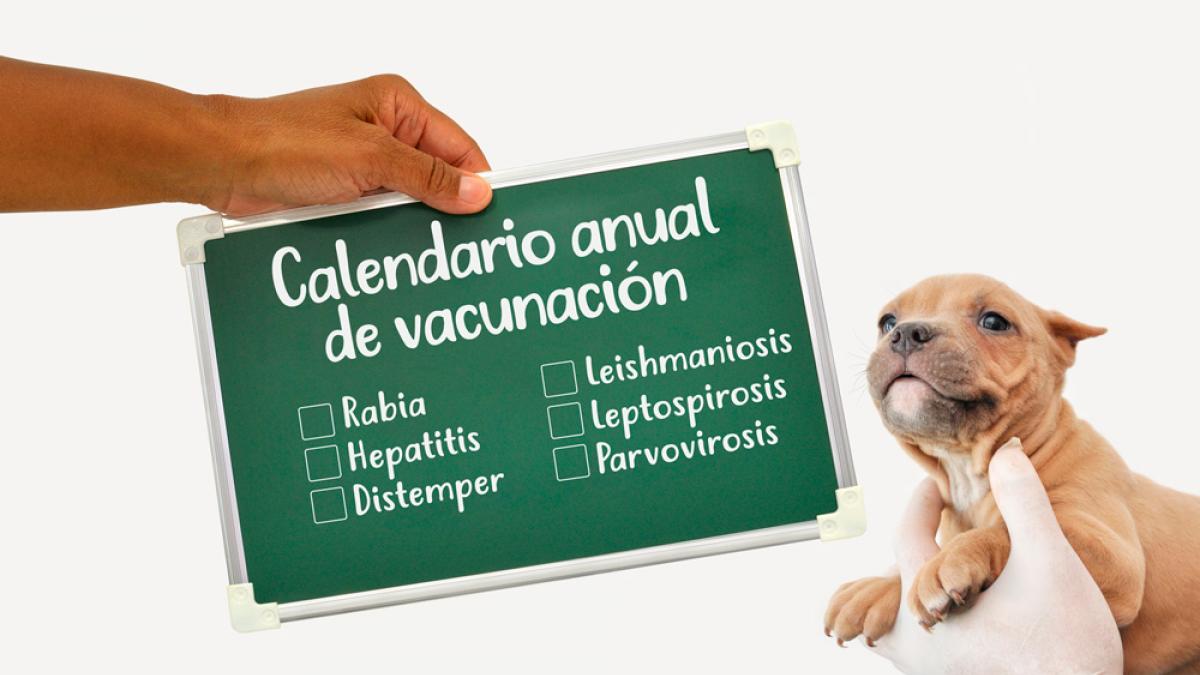 Calendario anual
de vacunación
Rabia
Hepatitis
Distemper
Leishmaniosis
Leptospirosis
Parvovirosis